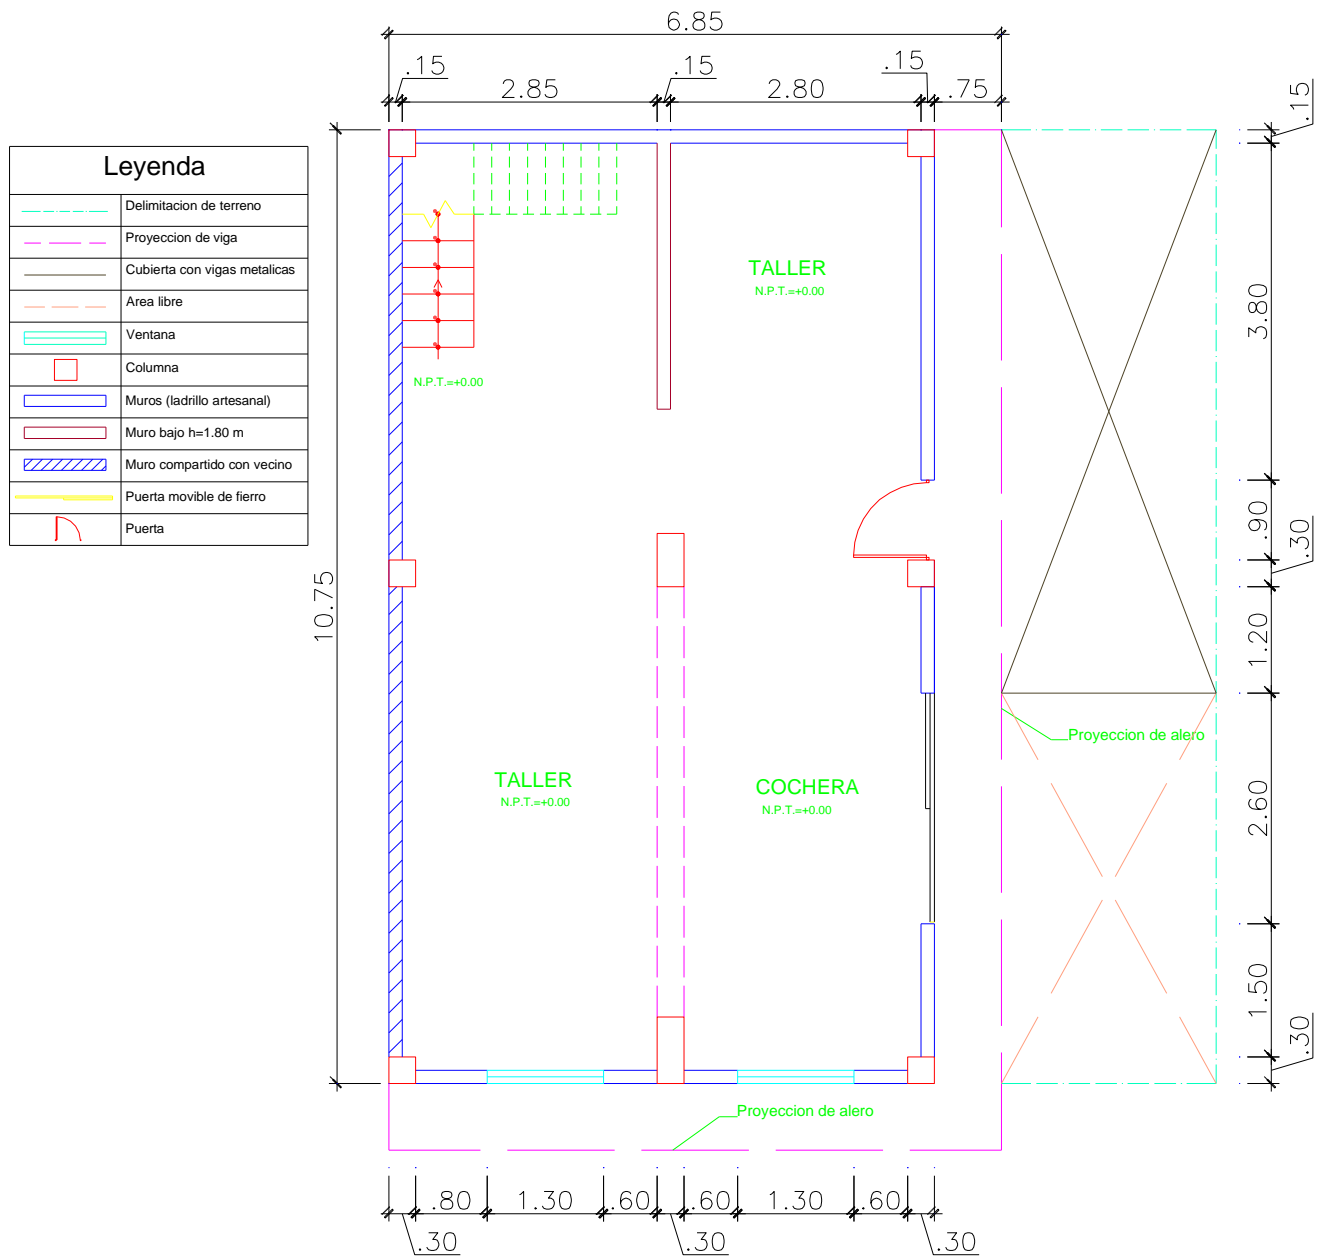 6.85
.15
.15
.15
2.85
2.80
.75
.15
Leyenda
Delimitacion de terreno
Proyeccion de viga
Cubierta con vigas metalicas
Area libre
Ventana
Columna
Muros (ladrillo artesanal)
Muro bajo h=1.80 m
Muro compartido con vecino
Puerta movible de fierro
Puerta
TALLER
N.P.T.=+0.00
3.80
N.P.T.=+0.00
.90
.30
10.75
1.20
Proyeccion de alero
TALLER
N.P.T.=+0.00
COCHERA
N.P.T.=+0.00
2.60
1.50
.30
Proyeccion de alero
.80
1.30
.60
.60
1.30
.60
.30
.30
.30